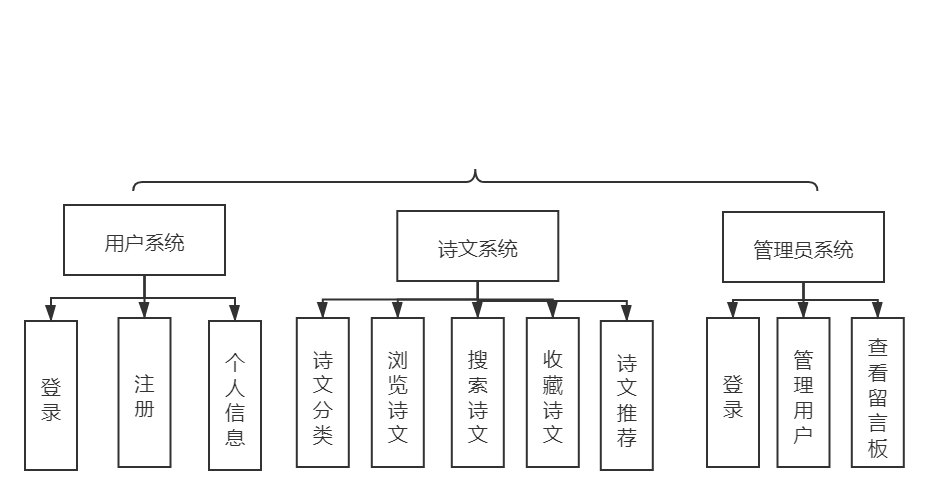 用户系统
诗文系统
管理员系统
登录
注册
个人信息
诗文分类
浏览诗文
搜索诗文
收藏诗文
诗文推荐
登录
管理用户
查看留言板